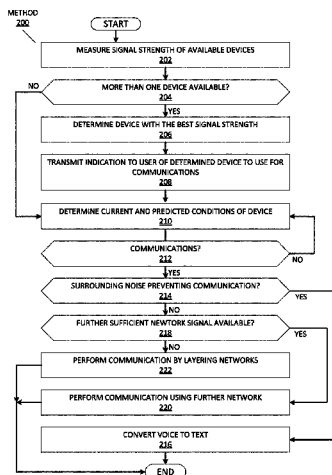 METHOD
200
START
MEASURE SIGNAL STRENGTH OF AVAILABLE DEVICES
202
NO
MORE THAN ONE DEVICE AVAILABLE?
204
YES
DETERMINE DEVICE WITH THE BEST SIGNAL STRENGTH
206
TRANSMIT INDICATION TO USER OF DETERMINED DEVICE TO USE FOR
COMMUNICATIONS
208
DETERMINE CURRENT AND PREDICTED CONDITIONS OF DEVICE
210
COMMUNICATIONS?
212
NO
YES
SURROUNDING NOISE PREVENTING COMMUNICATION?
214
YES
NO
FURTHER SUFFICIENT NEWTORK SIGNAL AVAILABLE?
218
YES
NO
PERFORM COMMUNICATION BY LAYERING NETWORKS
222
PERFORM COMMUNICATION USING FURTHER NETWORK
220
CONVERT VOICE TO TEXT
216
END